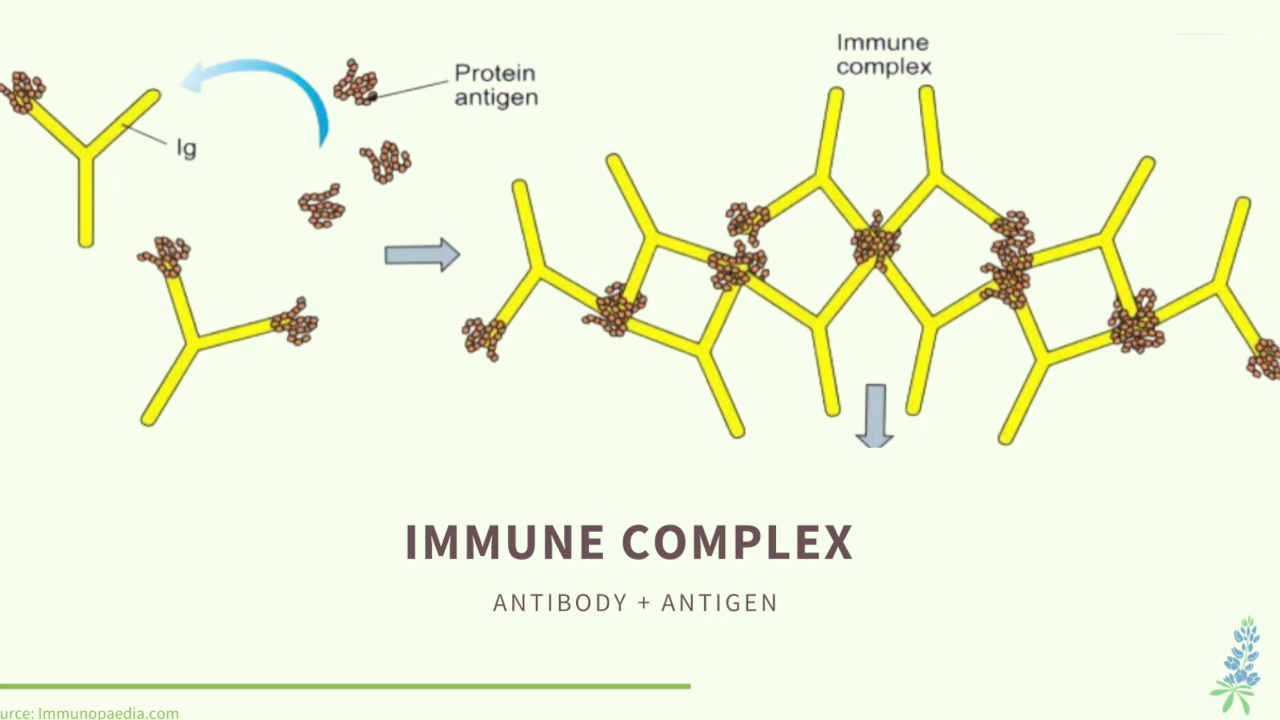 Immune
complex
Protein
antigen
Ig
IMMUNE COMPLEX
ANTIBODY + ANTIGEN
urce: Immunopaedia.com